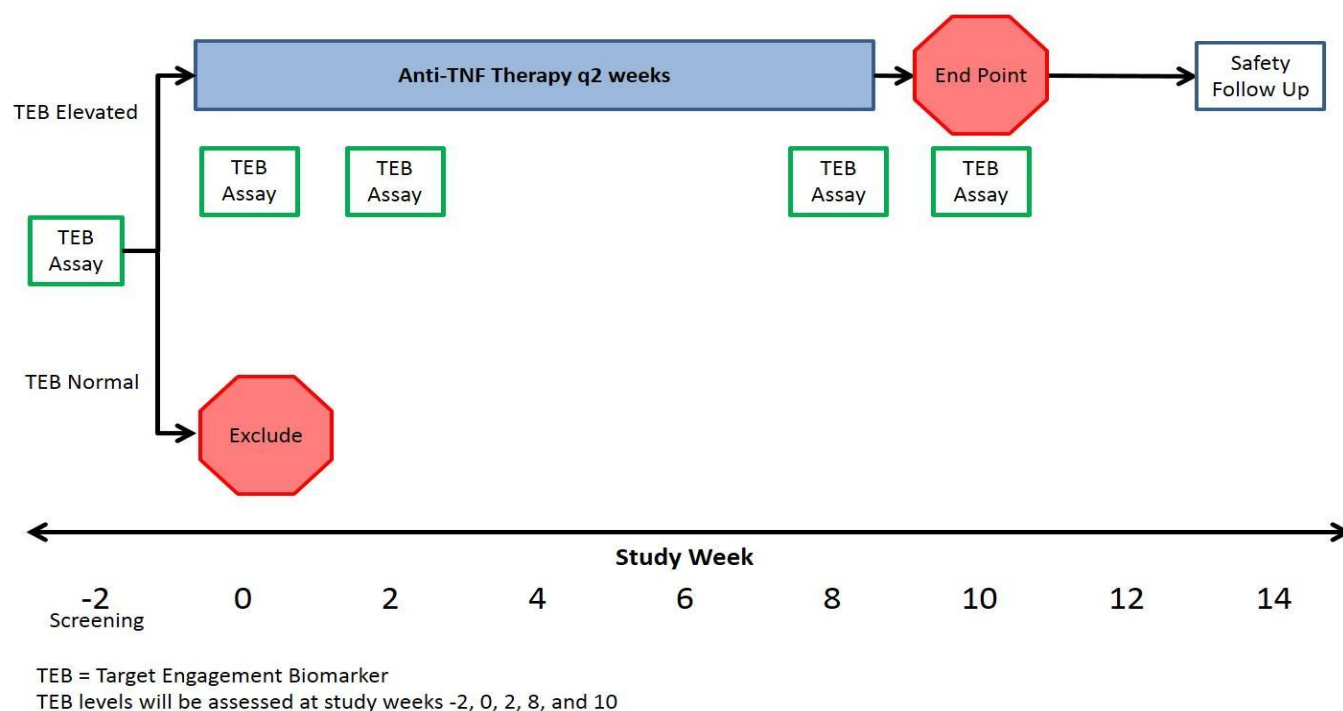 Anti-TNF Therapy q2 weeks
End Point
Safety
Follow Up
TEB Elevated
TEB
Assay
TEB
Assay
TEB
Assay
TEB
Assay
TEB
Assay
TEB Normal
Exclude
Study Week
-2 0 2 4 6 8 10 12 14
Screening
TEB = Target Engagement Biomarker
TEB levels will be assessed at study weeks -2, 0, 2, 8, and 10